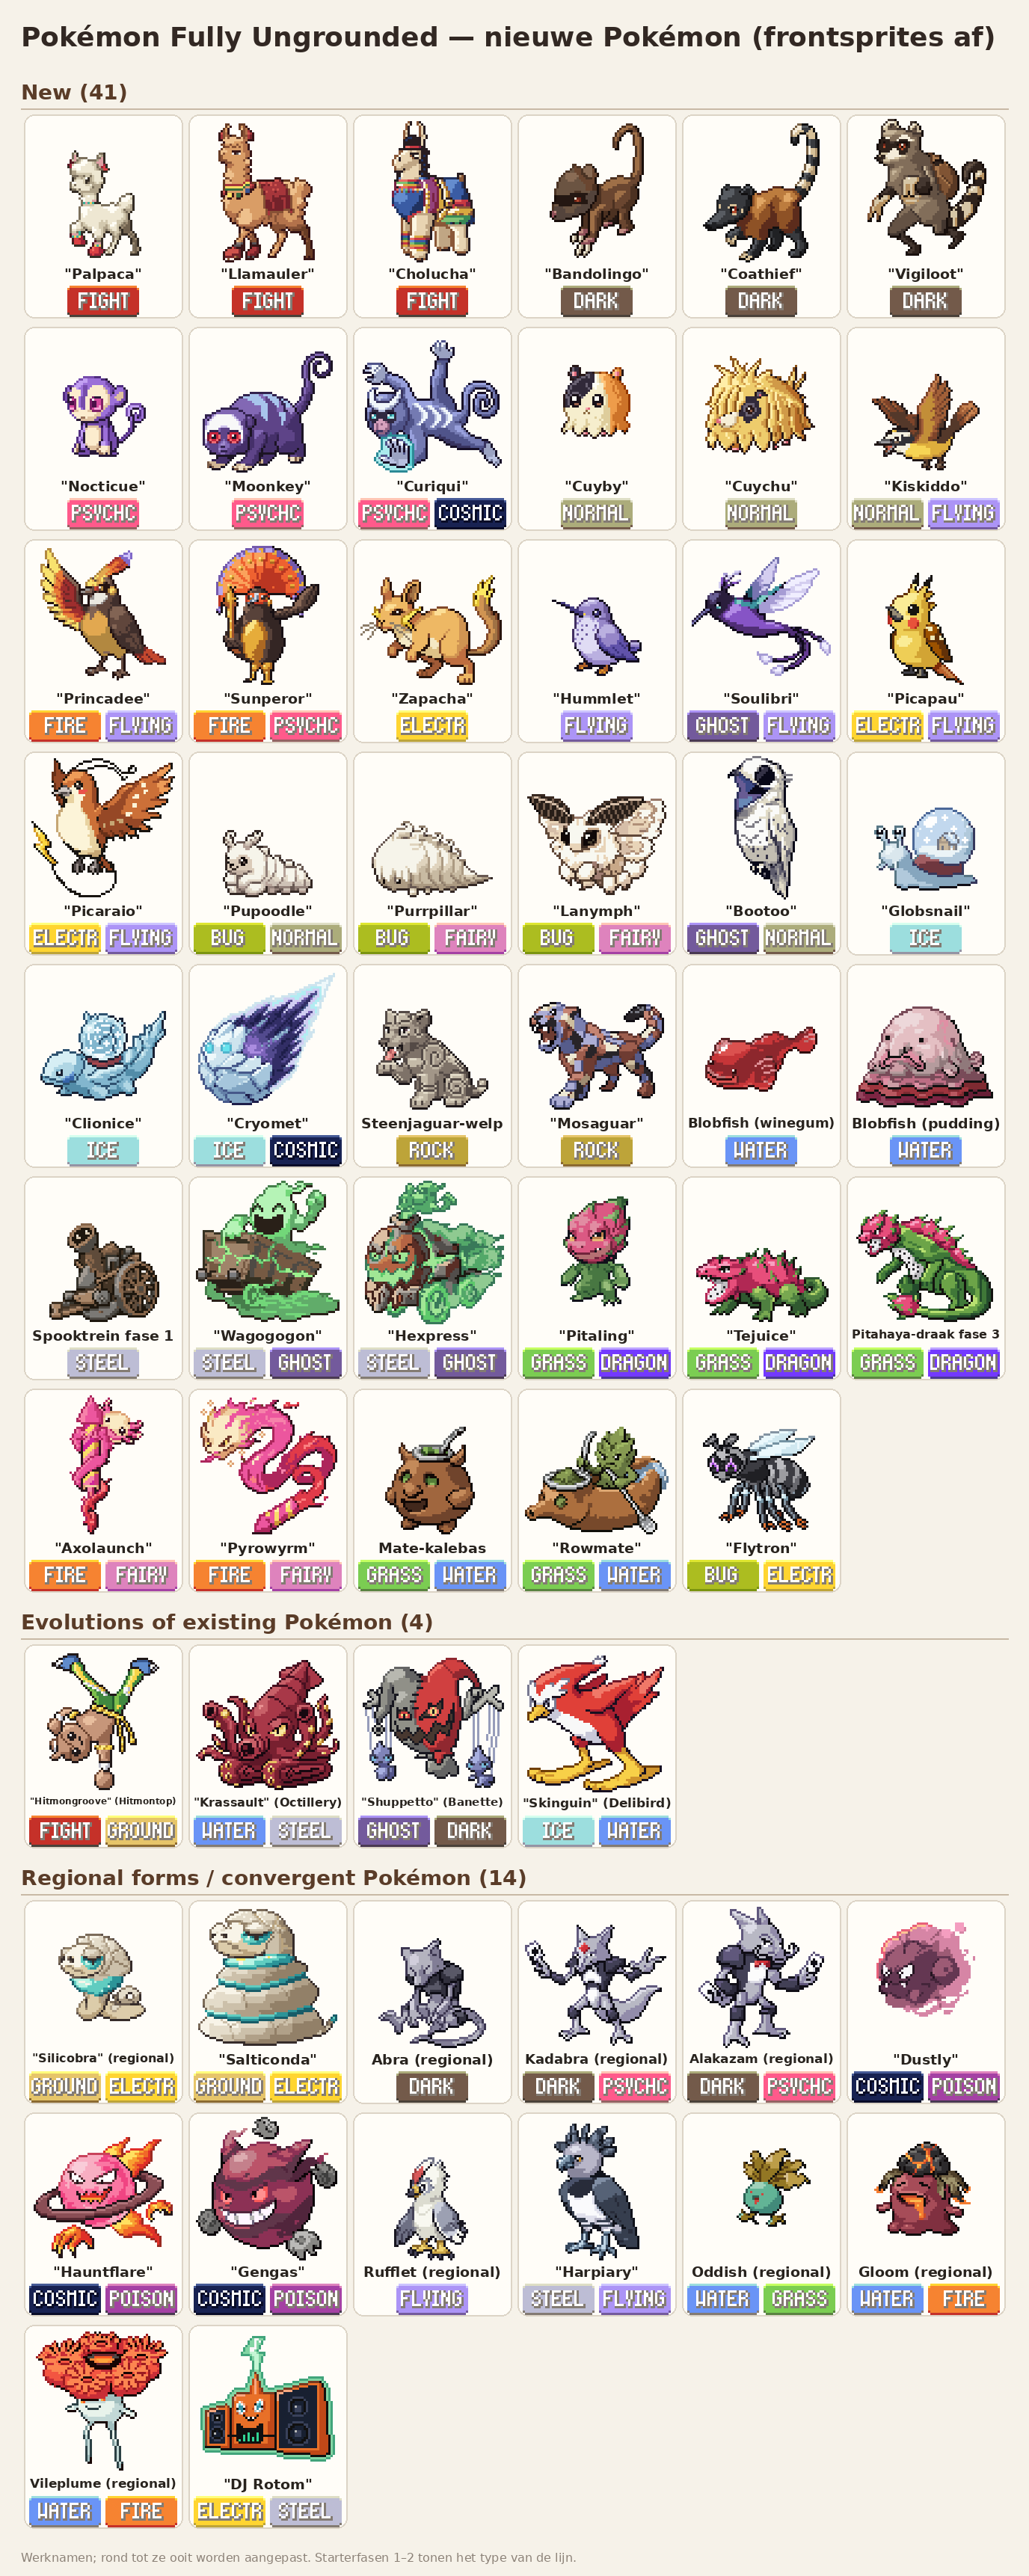 Pokémon Fully Ungrounded — nieuwe Pokémon (frontsprites af)
New (41)
"Palpaca" "Llamauler" "Cholucha" "Bandolingo" "Coathief" "Vigiloot"
FIGHT FIGHT FIGHT DARK DARK DARK
"Nocticue" "Moonkey" "Curiqui" "Cuyby" "Cuychu" "Kiskiddo"
PSYCHC PSYCHC PSYCHC COSMIC NORMAL NORMAL NORMAL FLYING
"Princadee" "Sunperor" "Zapacha" "Hummlet" "Soulibri" "Picapau"
FIRE FLYING FIRE PSYCHC ELECTR FLYING GHOST FLYING ELECTR FLYING
"Picaraio" "Pupoodle" "Purrpillar" "Lanymph" "Bootoo" "Globsnail"
ELECTR FLYING BUG NORMAL BUG FAIRY BUG FAIRY GHOST NORMAL ICE
"Clionice" "Cryomet" Steenjaguar-welp "Mosaguar" Blobfish (winegum) Blobfish (pudding)
ICE ICE COSMIC ROCK ROCK WATER WATER
Spooktrein fase 1 "Wagogogon" "Hexpress" "Pitaling" "Tejuice" Pitahaya-draak fase 3
STEEL STEEL GHOST STEEL GHOST GRASS DRAGON GRASS DRAGON GRASS DRAGON
"Axolaunch" "Pyrowyrm" Mate-kalebas "Rowmate" "Flytron"
FIRE FAIRY FIRE FAIRY GRASS WATER GRASS WATER BUG ELECTR
Evolutions of existing Pokémon (4)
"Hitmongroove" (Hitmontop) "Krassault" (Octillery) "Shuppetto" (Banette) "Skinguin" (Delibird)
FIGHT GROUND WATER STEEL GHOST DARK ICE WATER
Regional forms / convergent Pokémon (14)
"Silicobra" (regional) "Salticonda" Abra (regional) Kadabra (regional) Alakazam (regional) "Dustly"
GROUND ELECTR GROUND ELECTR DARK DARK PSYCHC DARK PSYCHC COSMIC POISON
"Hauntflare" "Gengas" Rufflet (regional) "Harpiary" Oddish (regional) Gloom (regional)
COSMIC POISON COSMIC POISON FLYING STEEL FLYING WATER GRASS WATER FIRE
Vileplume (regional) "DJ Rotom"
WATER FIRE ELECTR STEEL
Werknamen; rond tot ze ooit worden aangepast. Starterfasen 1–2 tonen het type van de lijn.